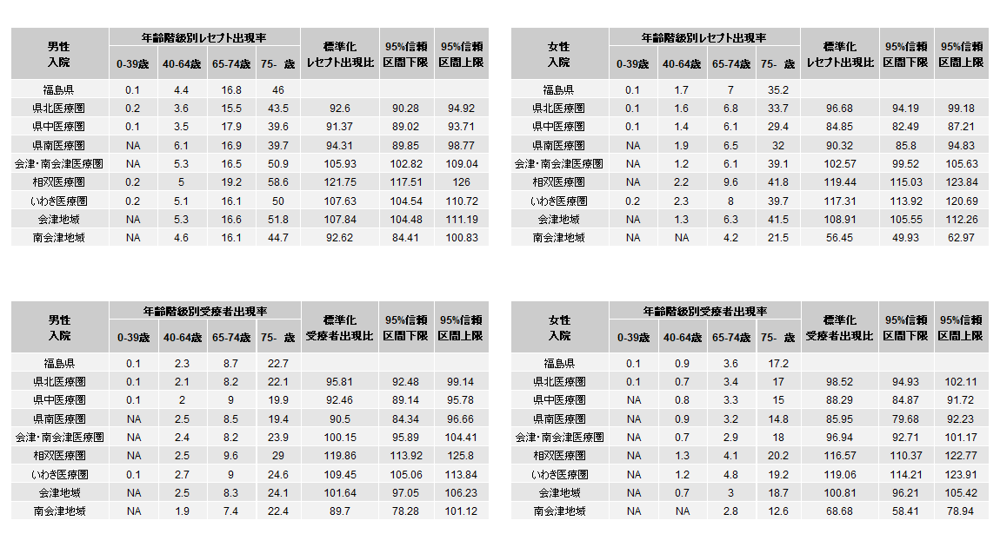 男性
入院 年齢階級別レセプト出現率 標準化
レセプト出現比 95%信頼
区間下限 95%信頼
区間上限
0-39歳 40-64歳 65-74歳 75- 歳
福島県 0.1 4.4 16.8 46
県北医療圏 0.2 3.6 15.5 43.5 92.6 90.28 94.92
県中医療圏 0.1 3.5 17.9 39.6 91.37 89.02 93.71
県南医療圏 NA 6.1 16.9 39.7 94.31 89.85 98.77
会津・南会津医療圏 NA 5.3 16.5 50.9 105.93 102.82 109.04
相双医療圏 0.2 5 19.2 58.6 121.75 117.51 126
いわき医療圏 0.2 5.1 16.1 50 107.63 104.54 110.72
会津地域 NA 5.3 16.6 51.8 107.84 104.48 111.19
南会津地域 NA 4.6 16.1 44.7 92.62 84.41 100.83
女性
入院 年齢階級別レセプト出現率 標準化
レセプト出現比 95%信頼
区間下限 95%信頼
区間上限
0-39歳 40-64歳 65-74歳 75- 歳
福島県 0.1 1.7 7 35.2
県北医療圏 0.1 1.6 6.8 33.7 96.68 94.19 99.18
県中医療圏 0.1 1.4 6.1 29.4 84.85 82.49 87.21
県南医療圏 NA 1.9 6.5 32 90.32 85.8 94.83
会津・南会津医療圏 NA 1.2 6.1 39.1 102.57 99.52 105.63
相双医療圏 NA 2.2 9.6 41.8 119.44 115.03 123.84
いわき医療圏 0.2 2.3 8 39.7 117.31 113.92 120.69
会津地域 NA 1.3 6.3 41.5 108.91 105.55 112.26
南会津地域 NA NA 4.2 21.5 56.45 49.93 62.97
男性
入院 年齢階級別受療者出現率 標準化
受療者出現比 95%信頼
区間下限 95%信頼
区間上限
0-39歳 40-64歳 65-74歳 75- 歳
福島県 0.1 2.3 8.7 22.7
県北医療圏 0.1 2.1 8.2 22.1 95.81 92.48 99.14
県中医療圏 0.1 2 9 19.9 92.46 89.14 95.78
県南医療圏 NA 2.5 8.5 19.4 90.5 84.34 96.66
会津・南会津医療圏 NA 2.4 8.2 23.9 100.15 95.89 104.41
相双医療圏 NA 2.5 9.6 29 119.86 113.92 125.8
いわき医療圏 0.1 2.7 9 24.6 109.45 105.06 113.84
会津地域 NA 2.5 8.3 24.1 101.64 97.05 106.23
南会津地域 NA 1.9 7.4 22.4 89.7 78.28 101.12
女性
入院 年齢階級別受療者出現率 標準化
受療者出現比 95%信頼
区間下限 95%信頼
区間上限
0-39歳 40-64歳 65-74歳 75- 歳
福島県 0.1 0.9 3.6 17.2
県北医療圏 0.1 0.7 3.4 17 98.52 94.93 102.11
県中医療圏 NA 0.8 3.3 15 88.29 84.87 91.72
県南医療圏 NA 0.9 3.2 14.8 85.95 79.68 92.23
会津・南会津医療圏 NA 0.7 2.9 18 96.94 92.71 101.17
相双医療圏 NA 1.3 4.1 20.2 116.57 110.37 122.77
いわき医療圏 NA 1.2 4.8 19.2 119.06 114.21 123.91
会津地域 NA 0.7 3 18.7 100.81 96.21 105.42
南会津地域 NA NA 2.8 12.6 68.68 58.41 78.94